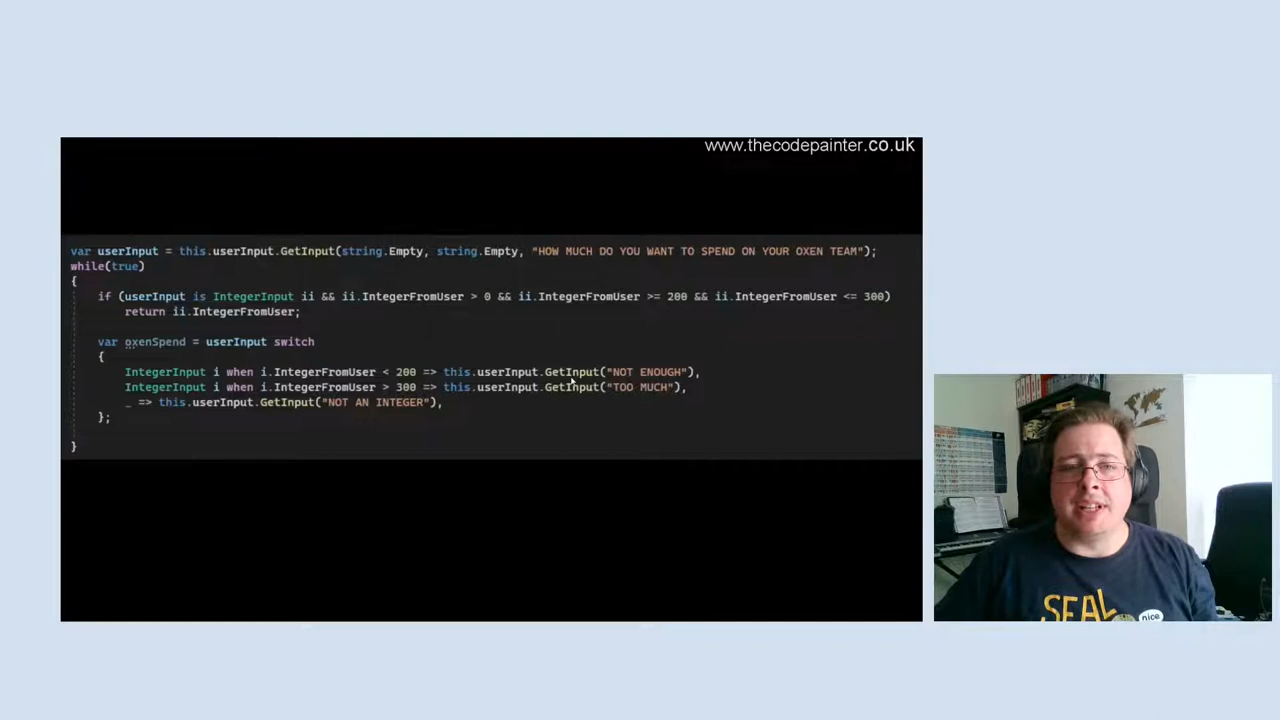 www.thecodepainter.co.uk
var userInput = this.userInput.GetInput(string.Empty, string.Empty, "HOW MUCH DO YOU WANT TO SPEND ON YOUR OXEN TEAM");
while(true)
{
if (userInput is IntegerInput ii && ii.IntegerFromUser > 0 && ii.IntegerFromUser >= 200 && ii.IntegerFromUser <= 300)
return ii.IntegerFromUser;
var oxenSpend = userInput switch
{
IntegerInput i when i.IntegerFromUser < 200 => this.userInput.GetInput("NOT ENOUGH"),
IntegerInput i when i.IntegerFromUser > 300 => this.userInput.GetInput("TOO MUCH"),
_ => this.userInput.GetInput("NOT AN INTEGER"),
};
}
SEAL
nice